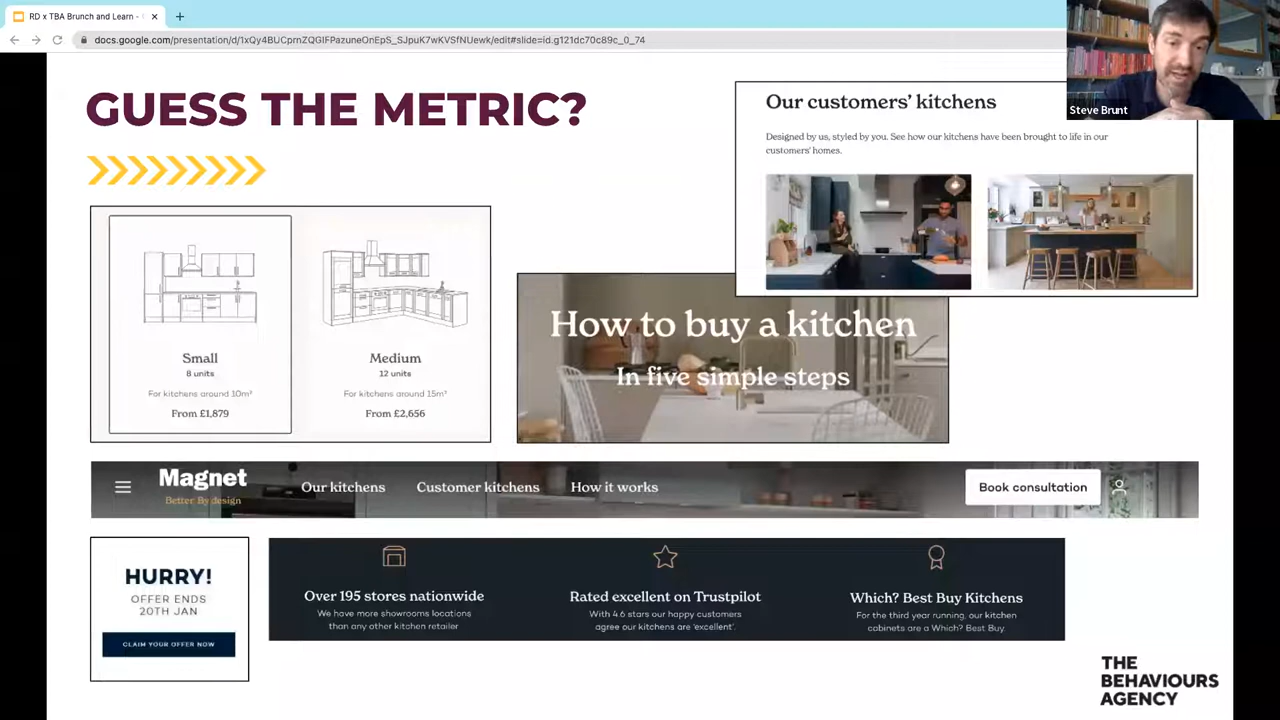 RD x TBA Brunch and Learn -
docs.google.com/presentation/d/1xQy4BUCprnZQGIFPazuneOnEpS_SJpuK7wKVSfNUewk/edit#slide=id.g121dc70c89c_0_74
Steve Brunt
GUESS THE METRIC?
Our customers' kitchens
Designed by us, styled by you. See how our kitchens have been brought to life in our
customers' homes.
Small
8 units
For kitchens around 10m²
From £1,879
Medium
12 units
For kitchens around 15m²
From £2,656
How to buy a kitchen
In five simple steps
Magnet
Better By design
Our kitchens
Customer kitchens
How it works
Book consultation
HURRY!
OFFER ENDS
20TH JAN
CLAIM YOUR OFFER NOW
Over 195 stores nationwide
We have more showrooms locations
than any other kitchen retailer
Rated excellent on Trustpilot
With 4.6 stars our happy customers
agree our kitchens are 'excellent'.
Which? Best Buy Kitchens
For the third year running, our kitchen
cabinets are a Which? Best Buy.
THE
BEHAVIOURS
AGENCY